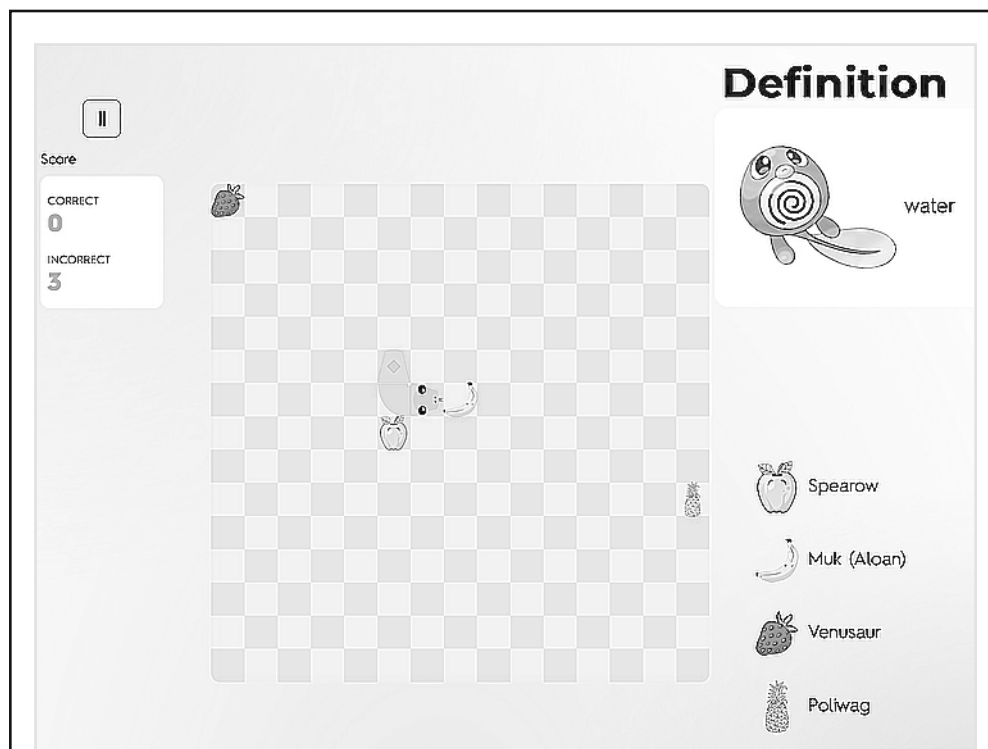 Definition
Score
CORRECT
0
INCORRECT
3
water
Spearow
Muk (Aloan)
Venusaur
Poliwag